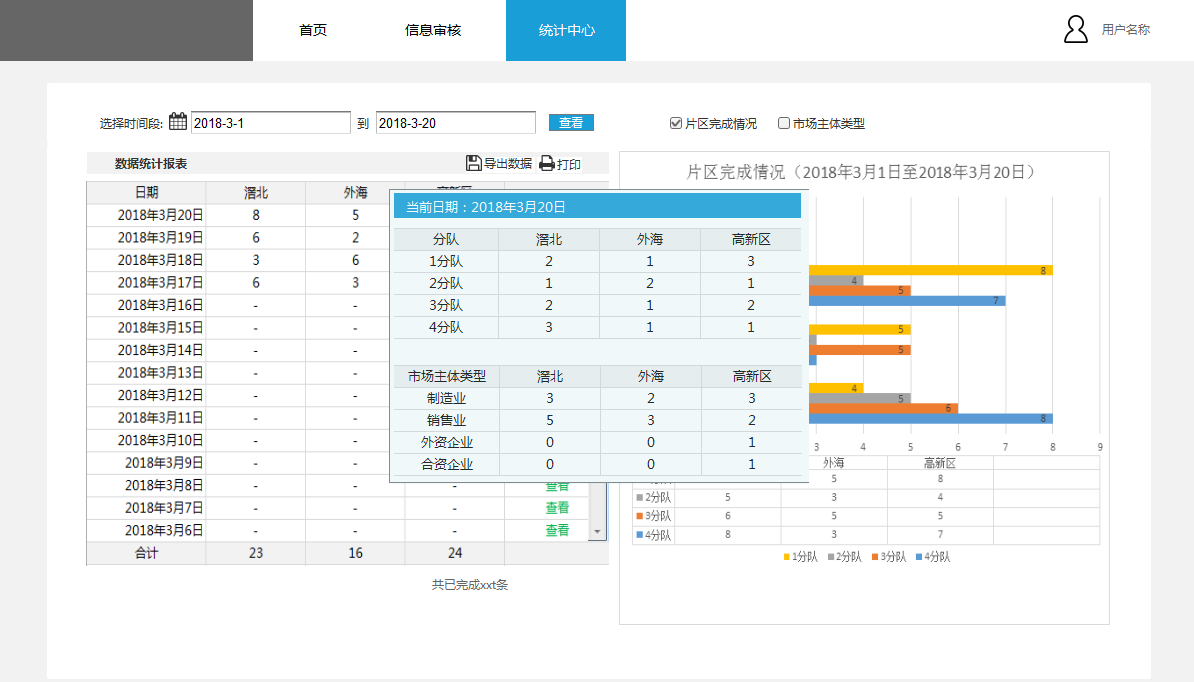 首页 信息审核 统计中心 用户名称
选择时间段: 2018-3-1 到 2018-3-20 查看 片区完成情况 市场主体类型
数据统计报表 导出数据 打印
日期 滘北 外海
2018年3月20日 8 5
2018年3月19日 6 2
2018年3月18日 3 6
2018年3月17日 6 3
2018年3月16日 - -
2018年3月15日 - -
2018年3月14日 - -
2018年3月13日 - -
2018年3月12日 - -
2018年3月11日 - -
2018年3月10日 - -
2018年3月9日 - -
2018年3月8日 - - - 查看
2018年3月7日 - - - 查看
2018年3月6日 - - - 查看
合计 23 16 24
共已完成xxt条
当前日期：2018年3月20日
分队 滘北 外海 高新区
1分队 2 1 3
2分队 1 2 1
3分队 2 1 2
4分队 3 1 1
市场主体类型 滘北 外海 高新区
制造业 3 2 3
销售业 5 3 2
外资企业 0 0 1
合资企业 0 0 1
片区完成情况（2018年3月1日至2018年3月20日）
8
4
5
7
5
5
4
5
6
8
3 4 5 6 7 8 9
外海 高新区
5 8
2分队 5 3 4
3分队 6 5 5
4分队 8 3 7
1分队 2分队 3分队 4分队